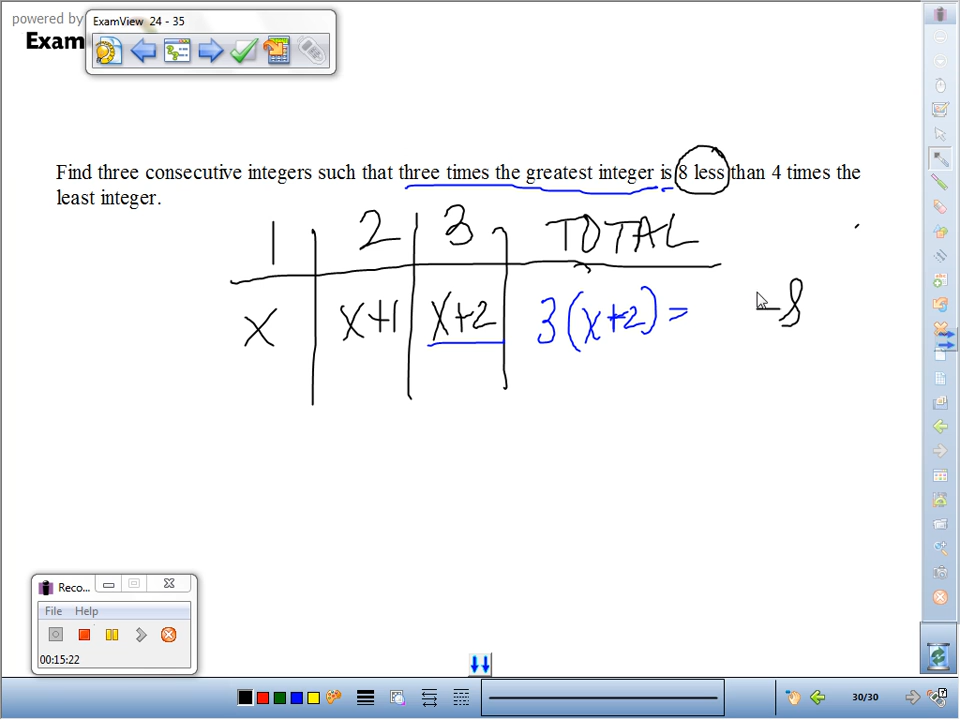 powered by
Exam
ExamView 24 - 35
Find three consecutive integers such that three times the greatest integer is 8 less than 4 times the
least integer.
1 2 3 TOTAL
x x+1 x+2 3(x+2) = -8
Reco...
File Help
00:15:22
30/30